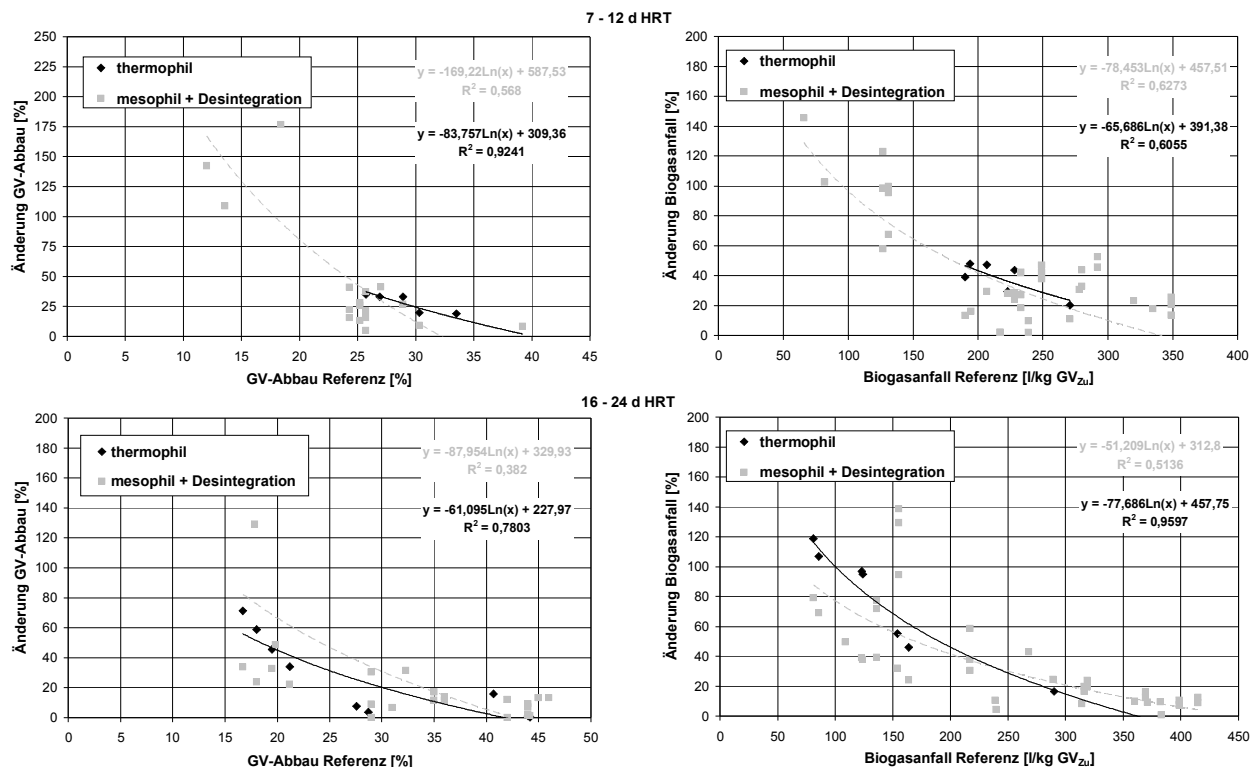 7 - 12 d HRT
Änderung GV-Abbau [%]
250
225
200
175
150
125
100
75
50
25
0
thermophil
mesophil + Desintegration
y = -169,22Ln(x) + 587,53
R² = 0,568
y = -83,757Ln(x) + 309,36
R² = 0,9241
0 5 10 15 20 25 30 35 40 45
GV-Abbau Referenz [%]
Änderung Biogasanfall [%]
200
180
160
140
120
100
80
60
40
20
0
thermophil
mesophil + Desintegration
y = -78,453Ln(x) + 457,51
R² = 0,6273
y = -65,686Ln(x) + 391,38
R² = 0,6055
0 50 100 150 200 250 300 350 400
Biogasanfall Referenz [l/kg GVZu]
16 - 24 d HRT
Änderung GV-Abbau [%]
200
180
160
140
120
100
80
60
40
20
0
thermophil
mesophil + Desintegration
y = -87,954Ln(x) + 329,93
R² = 0,382
y = -61,095Ln(x) + 227,97
R² = 0,7803
0 5 10 15 20 25 30 35 40 45 50
GV-Abbau Referenz [%]
Änderung Biogasanfall [%]
200
180
160
140
120
100
80
60
40
20
0
thermophil
mesophil + Desintegration
y = -51,209Ln(x) + 312,8
R² = 0,5136
y = -77,686Ln(x) + 457,75
R² = 0,9597
0 50 100 150 200 250 300 350 400 450
Biogasanfall Referenz [l/kg GVZu]